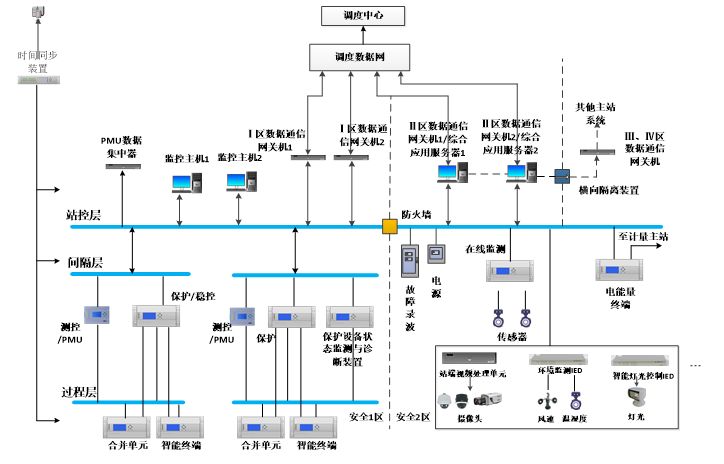 调度中心
调度数据网
时间同步
装置
PMU数据
集中器
监控主机1
监控主机2
Ⅰ区数据通信
网关机1
Ⅰ区数据通
信网关机2
Ⅱ区数据通信
网关机1/综合
应用服务器1
Ⅱ区数据通信
网关机2/综合
应用服务器2
其他主站
系统
Ⅲ、Ⅳ区
数据通信
网关机
横向隔离装置
站控层
防火墙
间隔层
故障录波
电源
在线监测
传感器
至计量主站
电能量
终端
测控
/PMU
保护/稳控
测控
/PMU
保护
保护设备状
态监测与诊
断装置
过程层
合并单元
智能终端
合并单元
智能终端
安全1区
安全2区
站端视频处理单元
摄像头
环境监测IED
风速
温湿度
智能灯光控制IED
灯光
...